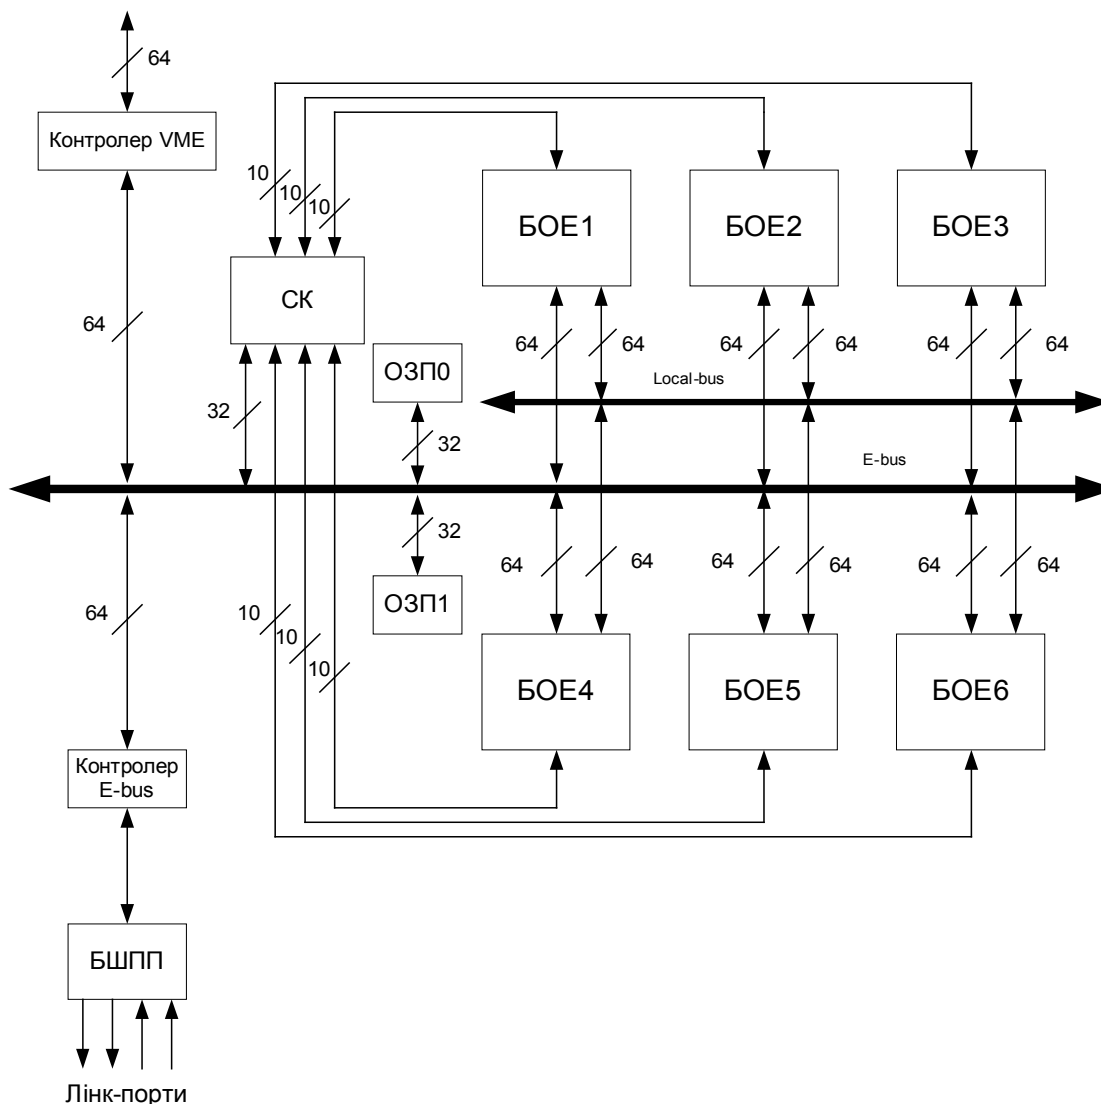 64
Контролер VME
10
10
10
БОЕ1
БОЕ2
БОЕ3
СК
64
64
64
64
64
64
64
ОЗП0
Local-bus
32
32
E-bus
32
64
64
64
64
64
64
ОЗП1
64
10
10
10
БОЕ4
БОЕ5
БОЕ6
Контролер
E-bus
БШПП
Лінк-порти